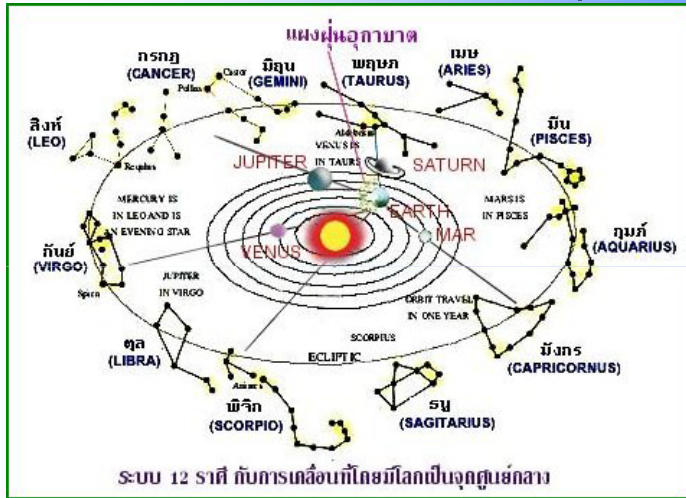 แผงฝุ่นอุกาบาต
กรกฎ
(CANCER)
Pollux
Castor
มิถุน
(GEMINI)
พฤษภ
(TAURUS)
เมษ
(ARIES)
สิงห์
(LEO)
Regulus
มีน
(PISCES)
VENUS IS
IN TAURS
JUPITER
SATURN
MERCURY IS
IN LEO AND IS
AN EVENING STAR
MARS IS
IN PISCES
EARTH
MAR
VENUS
กุมภ์
(AQUARIUS)
กันย์
(VIRGO)
Spica
JUPITER
IN VIRGO
ORBIT TRAVEL
IN ONE YEAR
ตุล
(LIBRA)
SCORPIUS
ECLIPTIC
มังกร
(CAPRICORNUS)
Antares
พิจิก
(SCORPIO)
ธนู
(SAGITARIUS)
ระบบ 12 ราศี กับการเคลื่อนที่โดยมีโลกเป็นจุดศูนย์กลาง